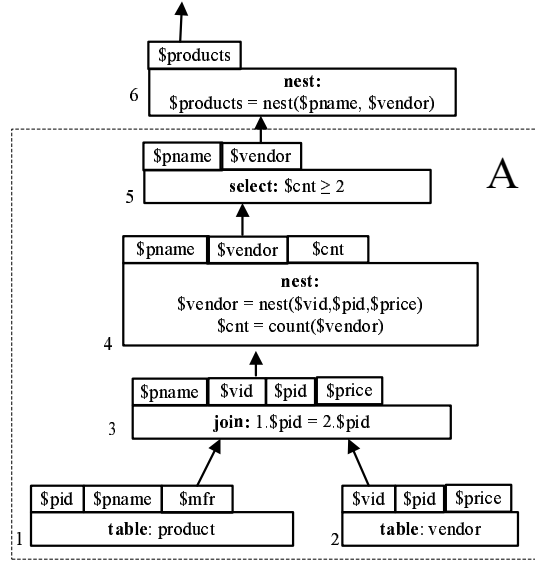 $products
nest:
6
$products = nest($pname, $vendor)
$pname $vendor
A
select: $cnt ≥ 2
5
$pname $vendor $cnt
nest:
$vendor = nest($vid,$pid,$price)
$cnt = count($vendor)
4
$pname $vid $pid $price
join: 1.$pid = 2.$pid
3
$pid $pname $mfr
$vid $pid $price
1 table: product
2 table: vendor